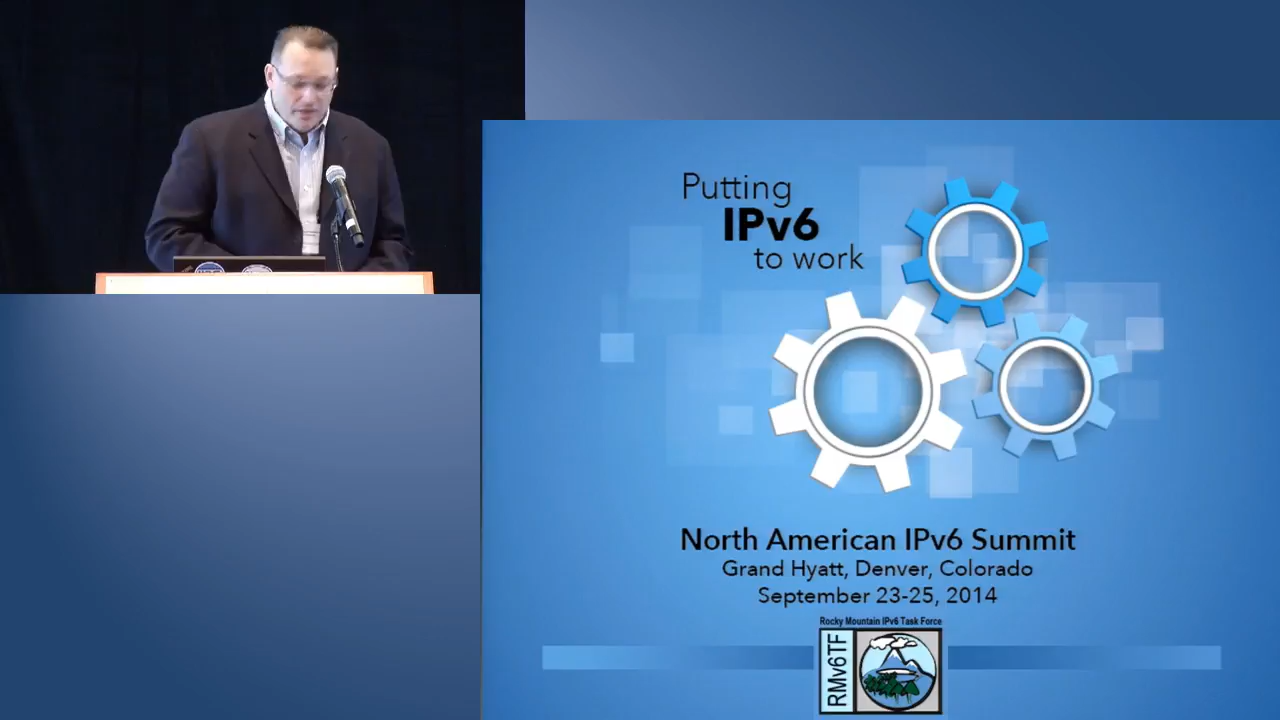 Putting
IPv6
to work
North American IPv6 Summit
Grand Hyatt, Denver, Colorado
September 23-25, 2014
Rocky Mountain IPv6 Task Force
RMv6TF